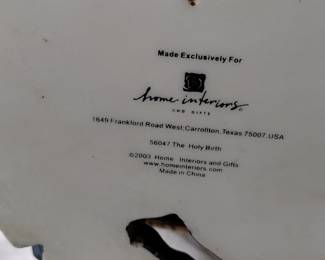 Made Exclusively For
home interiors®
AND GIFTS
1649 Frankford Road West; Carrollton, Texas 75007. USA
56047 The Holy Birth
©2003 Home Interiors and Gifts
www.homeinteriors.com
Made in China